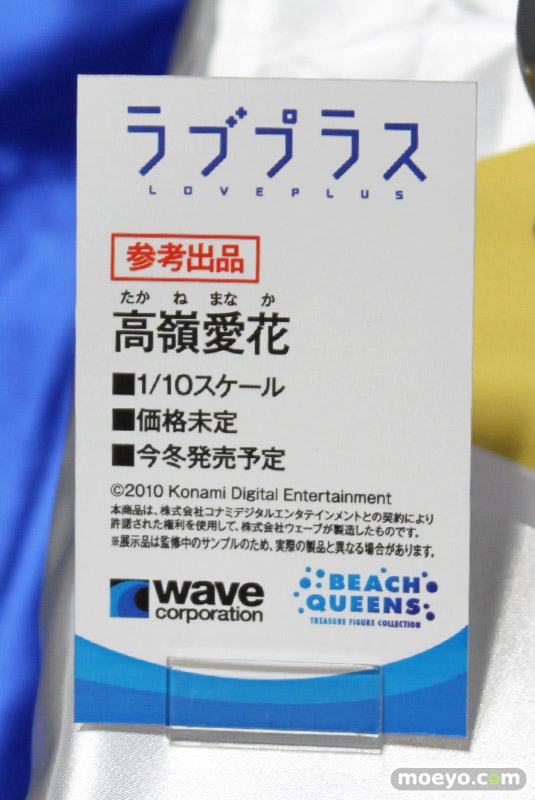 ラブプラス
LOVEPLUS
参考出品
たかねまなか
高嶺愛花
■1/10スケール
■価格未定
■今冬発売予定
©2010 Konami Digital Entertainment
本商品は、株式会社コナミデジタルエンタテインメントとの契約により
許諾された権利を使用して、株式会社ウェーブが製造したものです。
※展示品は監修中のサンプルのため、実際の製品と異なる場合があります。
wave
corporation
BEACH
QUEENS
TREASURE FIGURE COLLECTION
moeyo.com